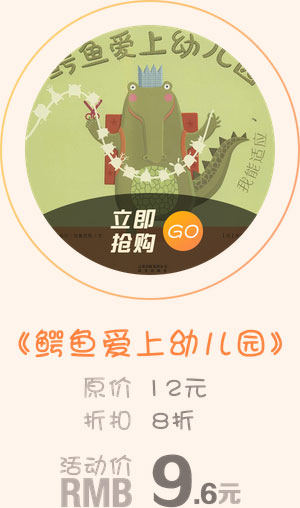 鳄鱼爱上幼儿园
我能适应
立即
抢购
GO
《鳄鱼爱上幼儿园》
原价 12元
折扣 8折
活动价
RMB 9.6元